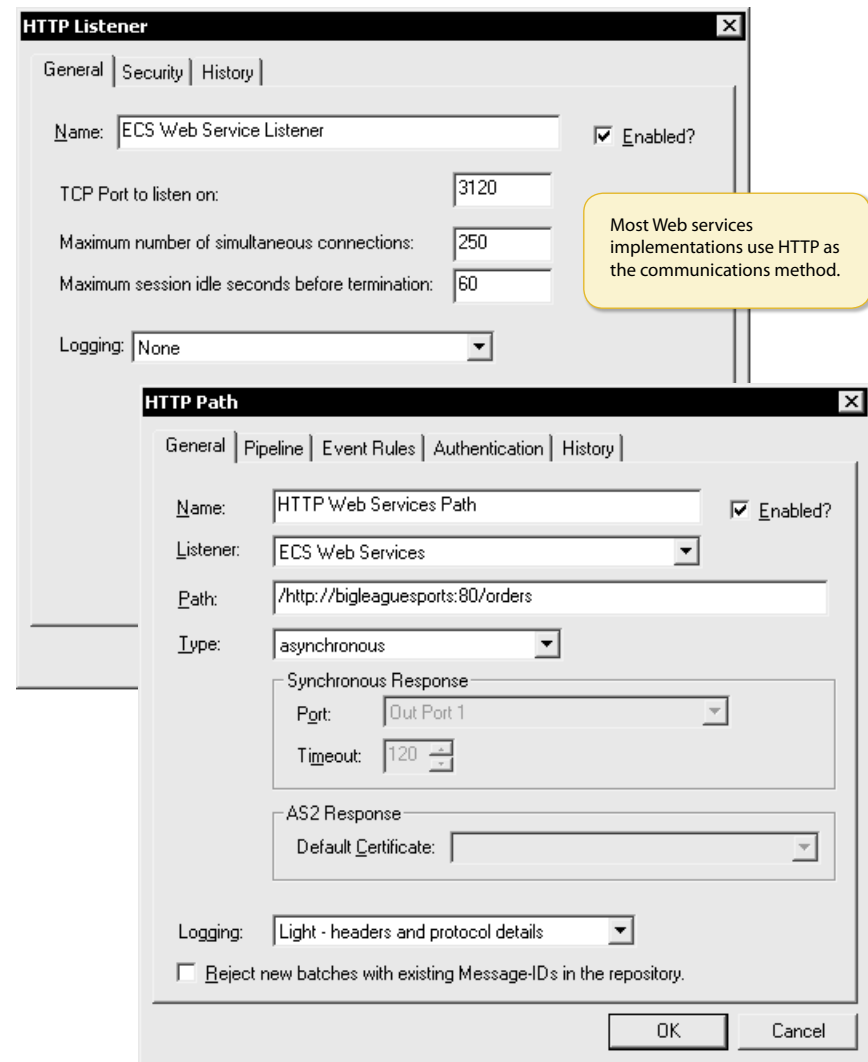 HTTP Listener
General Security History
Name: ECS Web Service Listener Enabled?
TCP Port to listen on: 3120
Maximum number of simultaneous connections: 250
Maximum session idle seconds before termination: 60
Logging: None
Most Web services
implementations use HTTP as
the communications method.
HTTP Path
General Pipeline Event Rules Authentication History
Name: HTTP Web Services Path Enabled?
Listener: ECS Web Services
Path: /http://bigleaguesports:80/orders
Type: asynchronous
Synchronous Response
Port: Out Port 1
Timeout: 120
AS2 Response
Default Certificate:
Logging: Light - headers and protocol details
Reject new batches with existing Message-IDs in the repository.
OK Cancel